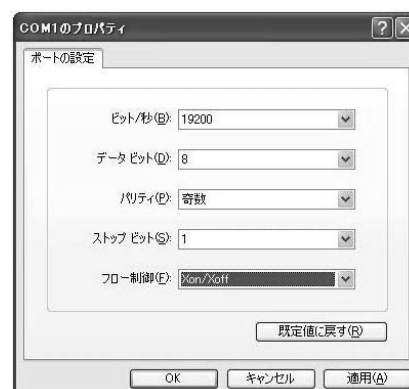 COM1のプロパティ
ポートの設定
ビット/秒(B): 19200
データ ビット(D): 8
パリティ(P): 奇数
ストップ ビット(S): 1
フロー制御(F): Xon/Xoff
既定値に戻す(R)
OK キャンセル 適用(A)